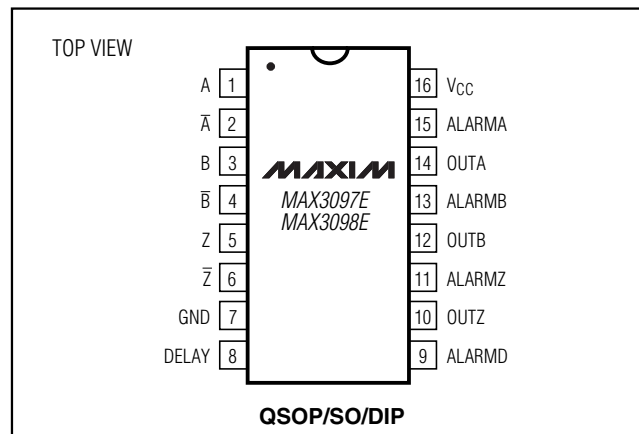 TOP VIEW
A 1
A̅ 2
B 3
B̅ 4
Z 5
Z̅ 6
GND 7
DELAY 8
MAXIM
MAX3097E
MAX3098E
16 VCC
15 ALARMA
14 OUTA
13 ALARMB
12 OUTB
11 ALARMZ
10 OUTZ
9 ALARMD
QSOP/SO/DIP